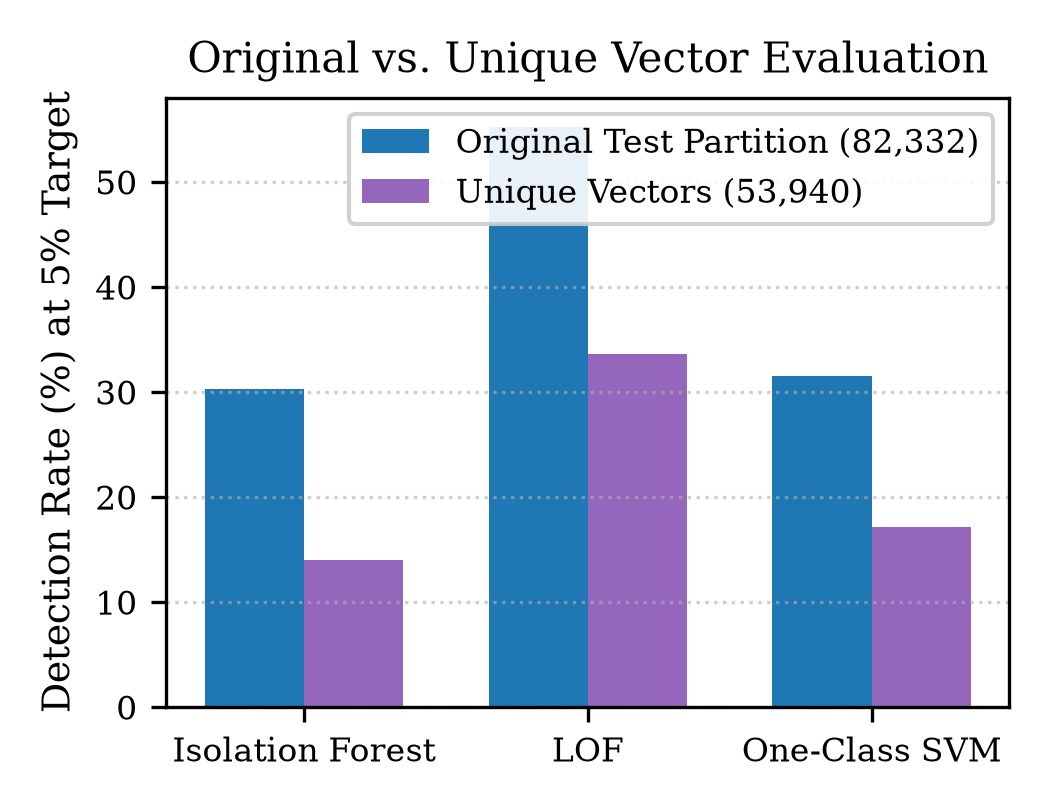 Original vs. Unique Vector Evaluation
Detection Rate (%) at 5% Target
Original Test Partition (82,332)
Unique Vectors (53,940)
50
40
30
20
10
0
Isolation Forest
LOF
One-Class SVM